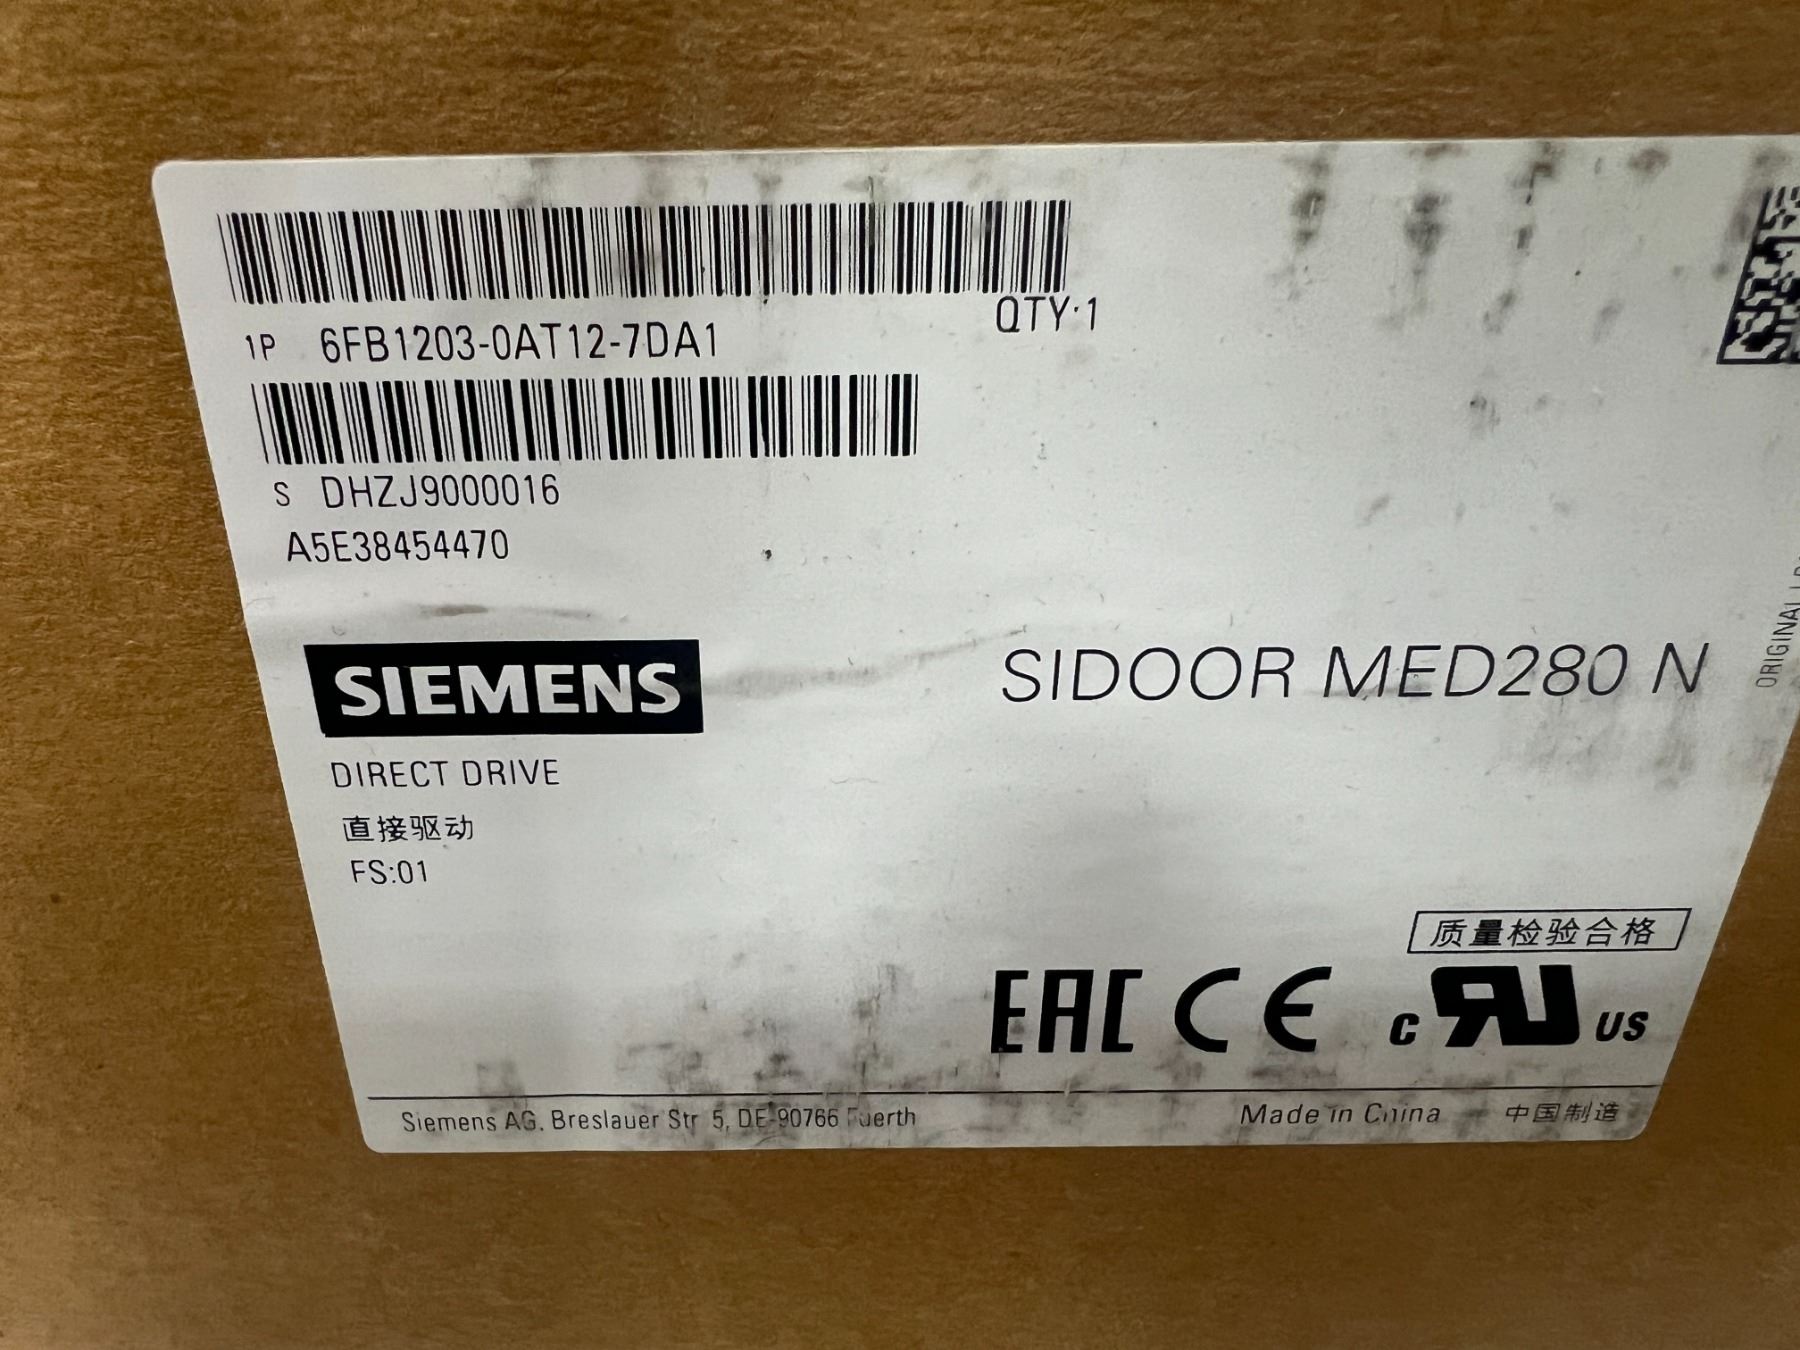 QTY:1
1P 6FB1203-0AT12-7DA1
S DHZJ9000016
A5E38454470
SIEMENS
SIDOOR MED280 N
ORIGINAL
DIRECT DRIVE
直接驱动
FS:01
质量检验合格
EAC CE c RU US
Siemens AG, Breslauer Str 5, DE-90766 Fuerth
Made in China 中国制造